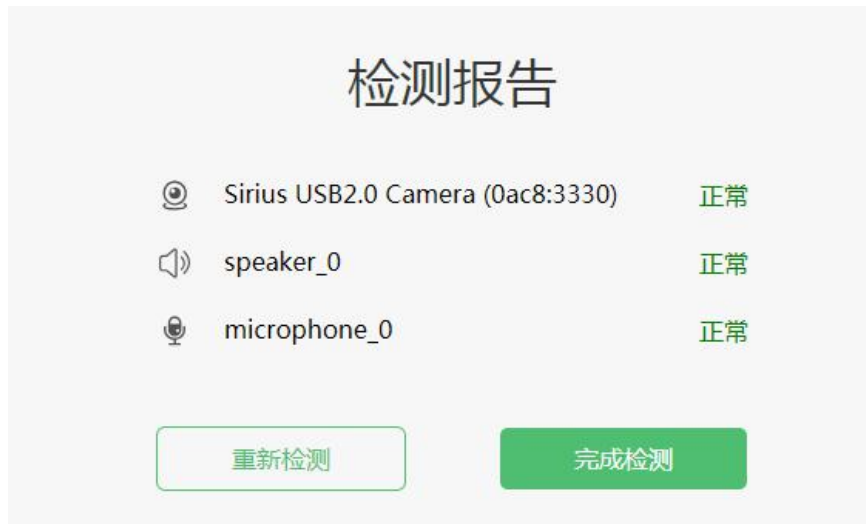 检测报告
Sirius USB2.0 Camera (0ac8:3330) 正常
speaker_0 正常
microphone_0 正常
重新检测 完成检测